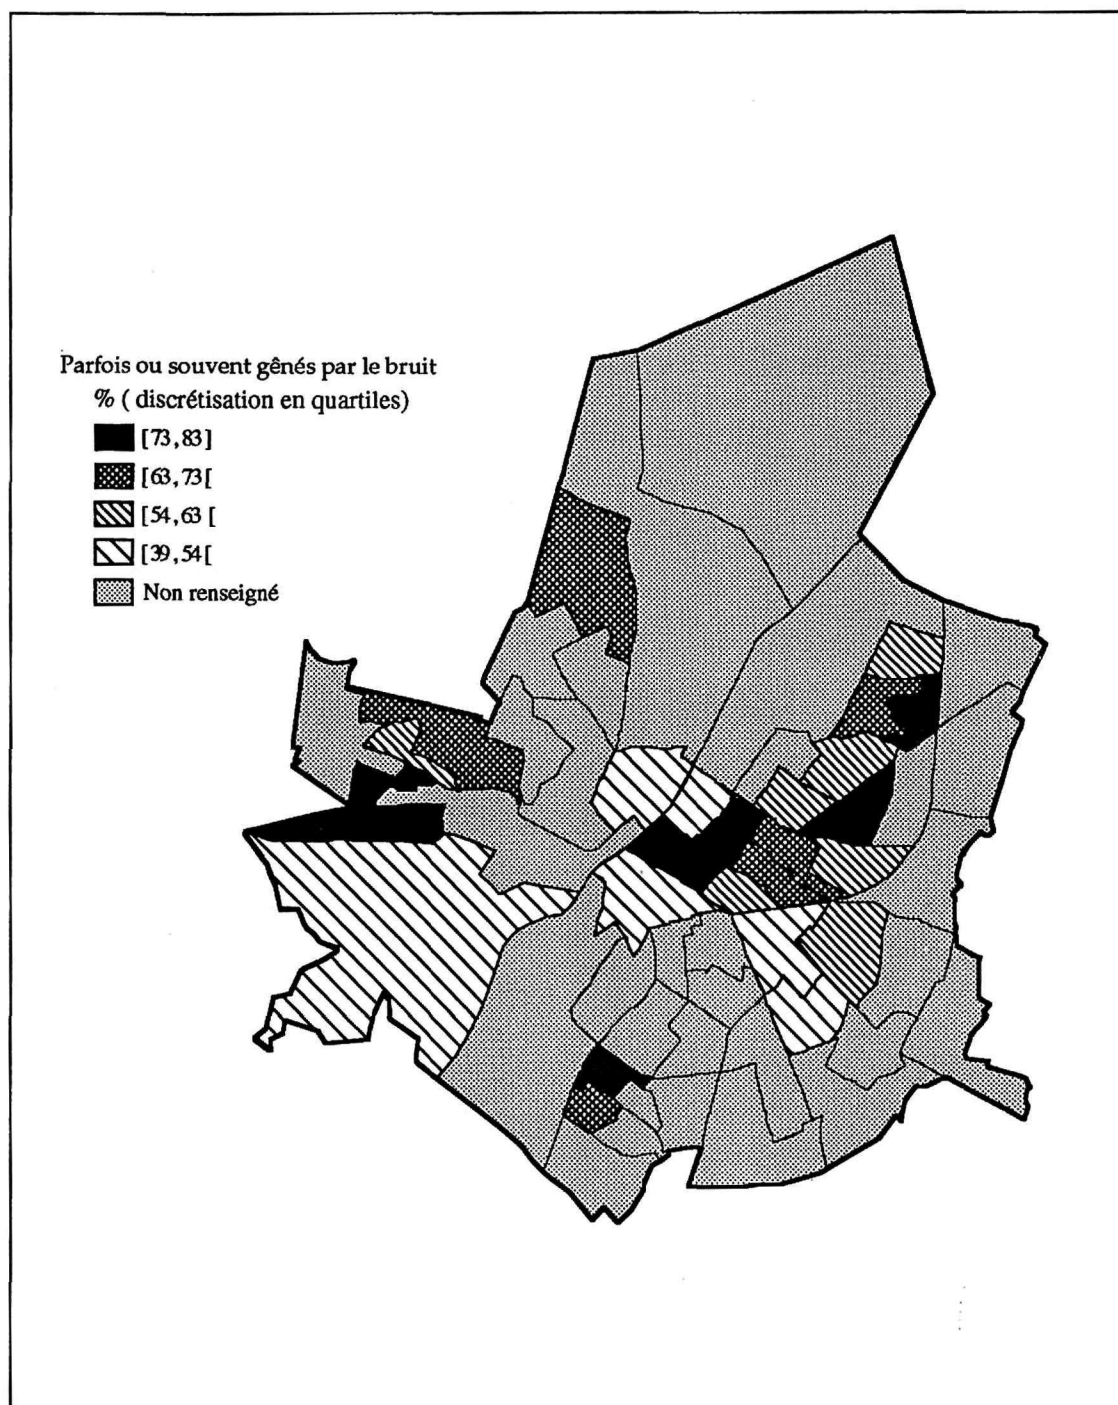 Parfois ou souvent gênés par le bruit
% ( discrétisation en quartiles)
[73,83]
[63,73[
[54,63 [
[39,54[
Non renseigné